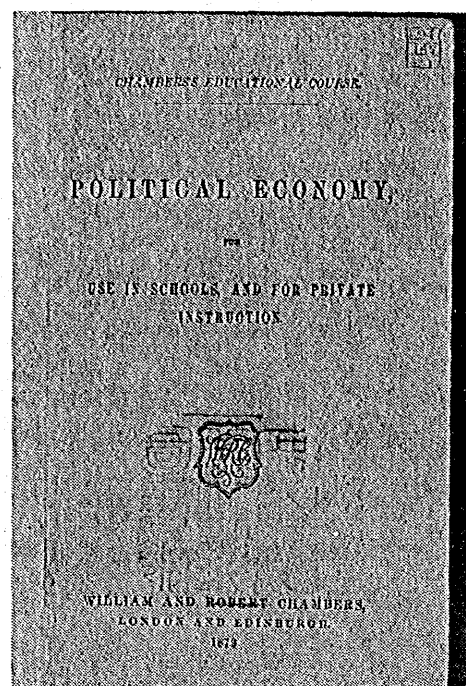 CHAMBERS'S EDUCATIONAL COURSE.
POLITICAL ECONOMY,
FOR
USE IN SCHOOLS, AND FOR PRIVATE
INSTRUCTION
WILLIAM AND ROBERT CHAMBERS,
LONDON AND EDINBURGH.